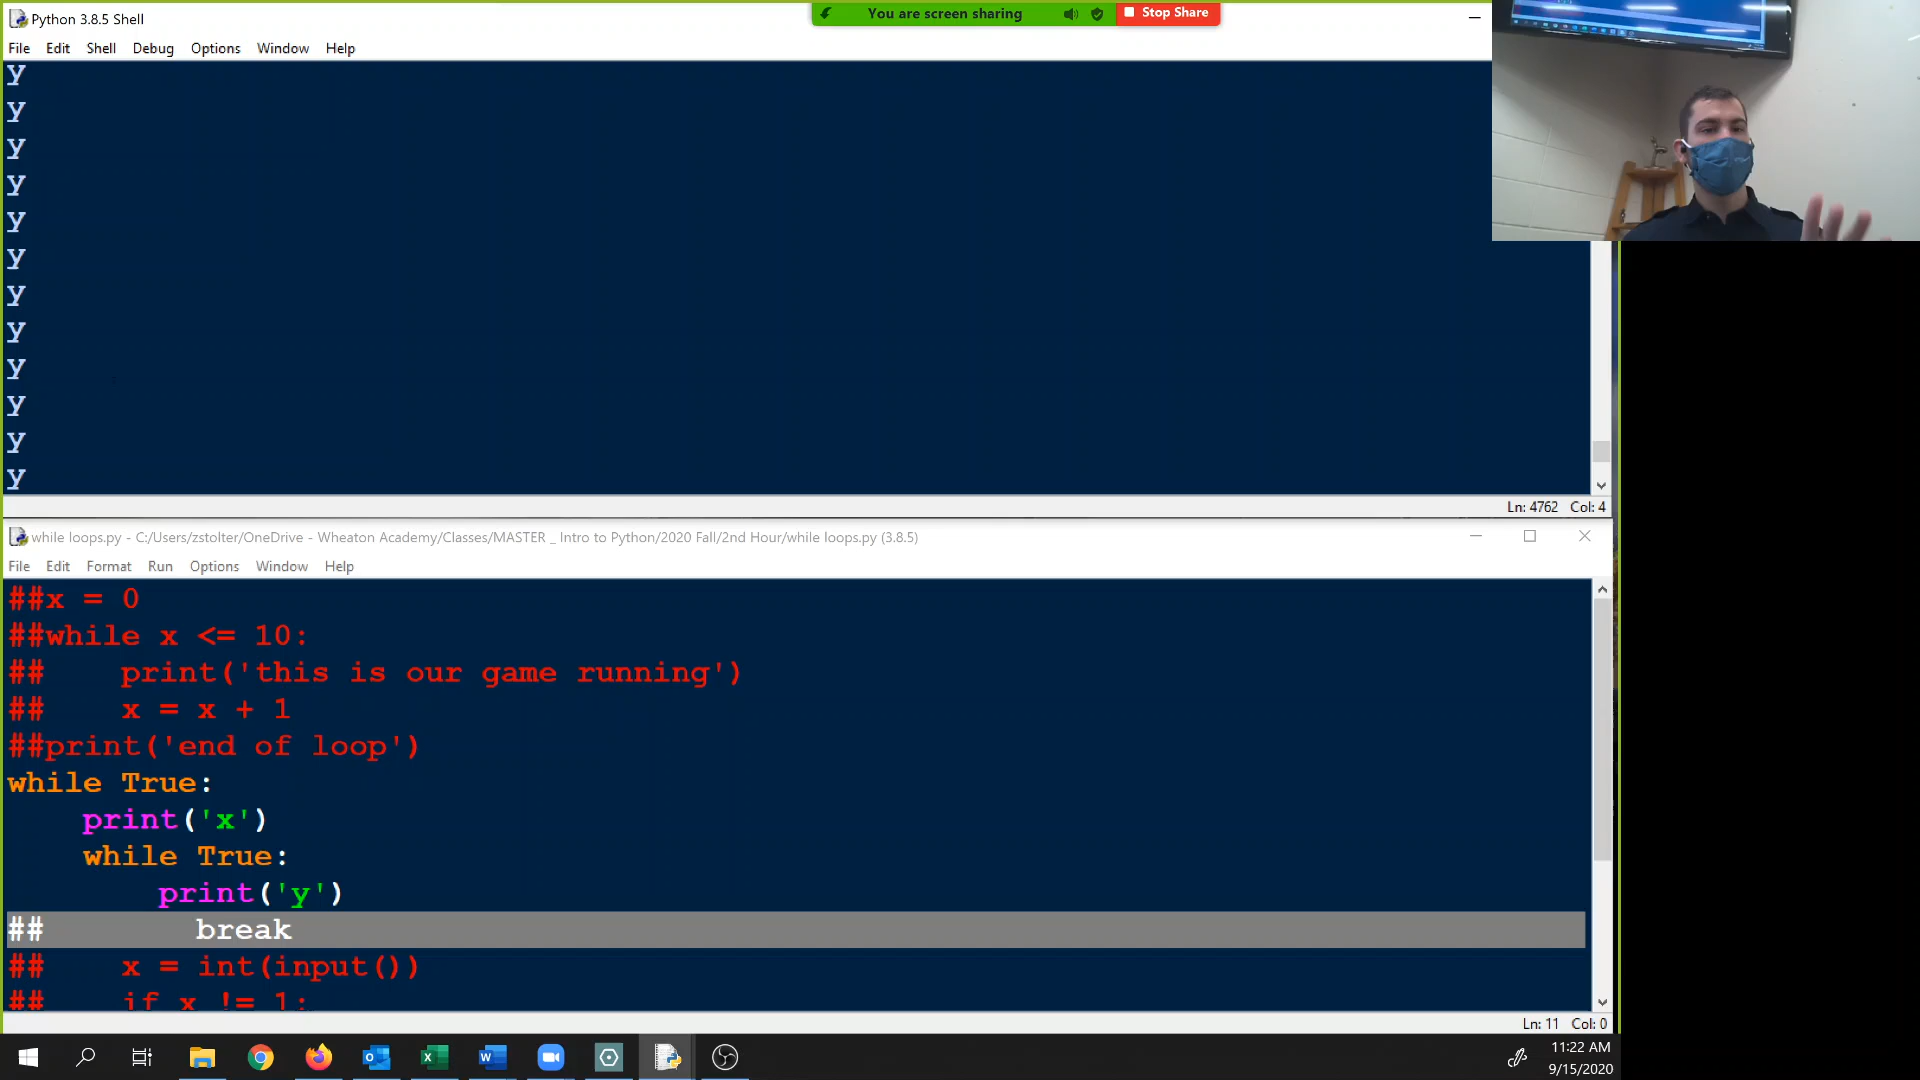 Python 3.8.5 Shell
You are screen sharing
Stop Share
File Edit Shell Debug Options Window Help
y
y
y
y
y
y
y
y
y
y
y
y
Ln: 4762 Col: 4
while loops.py - C:/Users/zstolter/OneDrive - Wheaton Academy/Classes/MASTER _ Intro to Python/2020 Fall/2nd Hour/while loops.py (3.8.5)
File Edit Format Run Options Window Help
##x = 0
##while x <= 10:
##    print('this is our game running')
##    x = x + 1
##print('end of loop')
while True:
    print('x')
    while True:
        print('y')
##        break
##    x = int(input())
##    if x != 1:
Ln: 11 Col: 0
11:22 AM
9/15/2020